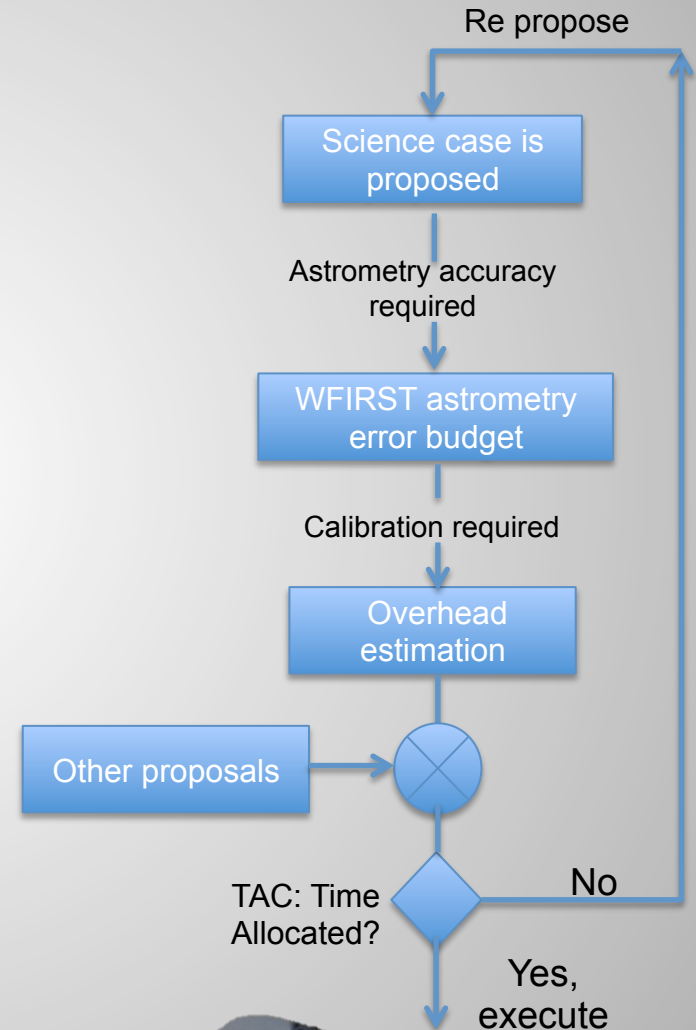 Re propose
Science case is
proposed
Astrometry accuracy
required
WFIRST astrometry
error budget
Calibration required
Overhead
estimation
Other proposals
TAC: Time
Allocated?
No
Yes,
execute